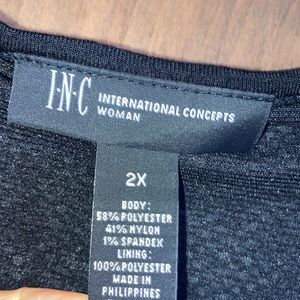 I·N·C INTERNATIONAL CONCEPTS
WOMAN
2X
BODY:
58% POLYESTER
41% NYLON
1% SPANDEX
LINING:
100% POLYESTER
MADE IN
PHILIPPINES